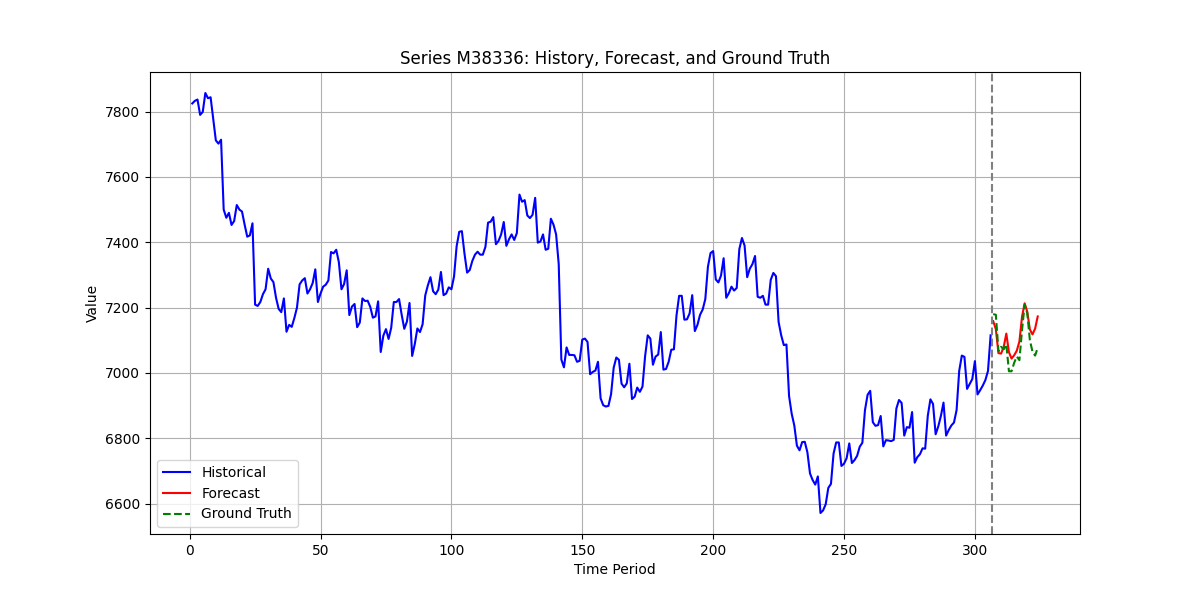 Series M38336: History, Forecast, and Ground Truth
Value
7800
7600
7400
7200
7000
6800
6600
Historical
Forecast
Ground Truth
0 50 100 150 200 250 300
Time Period